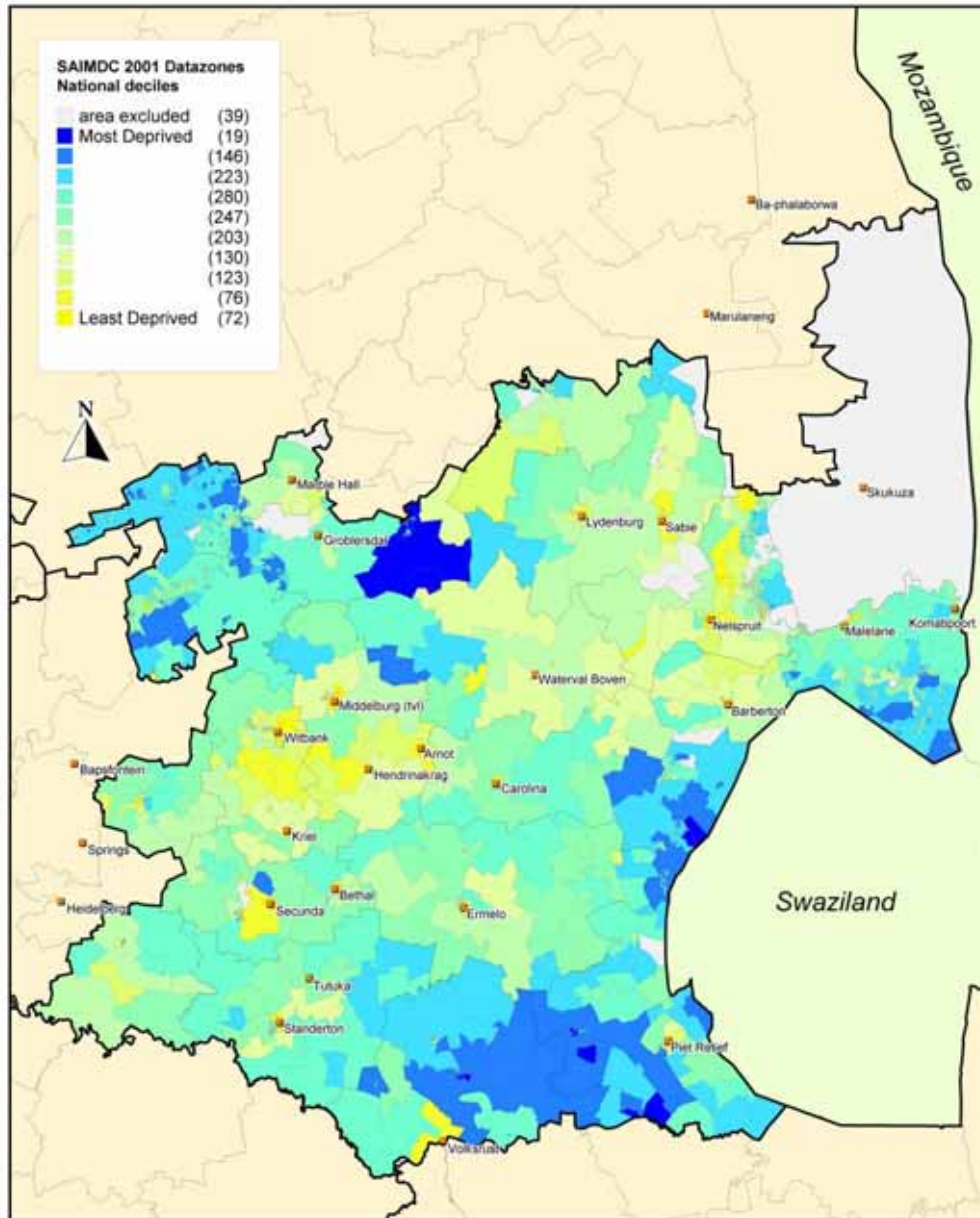 SAIMDC 2001 Datazones
National deciles
area excluded (39)
Most Deprived (19)
(146)
(223)
(280)
(247)
(203)
(130)
(123)
(76)
Least Deprived (72)
Mozambique
Ba-phalaborwa
Marulaneng
N
Marble Hall
Skukuza
Lydenburg
Sabie
Groblersdal
Komatipoort
Nelspruit
Malelane
Waterval Boven
Middelburg (tvl)
Barberton
Witbank
Arnot
Bapsfontein
Hendrinakrag
Carolina
Kriel
Springs
Bethal
Heidelberg
Secunda
Ermelo
Swaziland
Tutuka
Standerton
Piet Retief
Volksrust